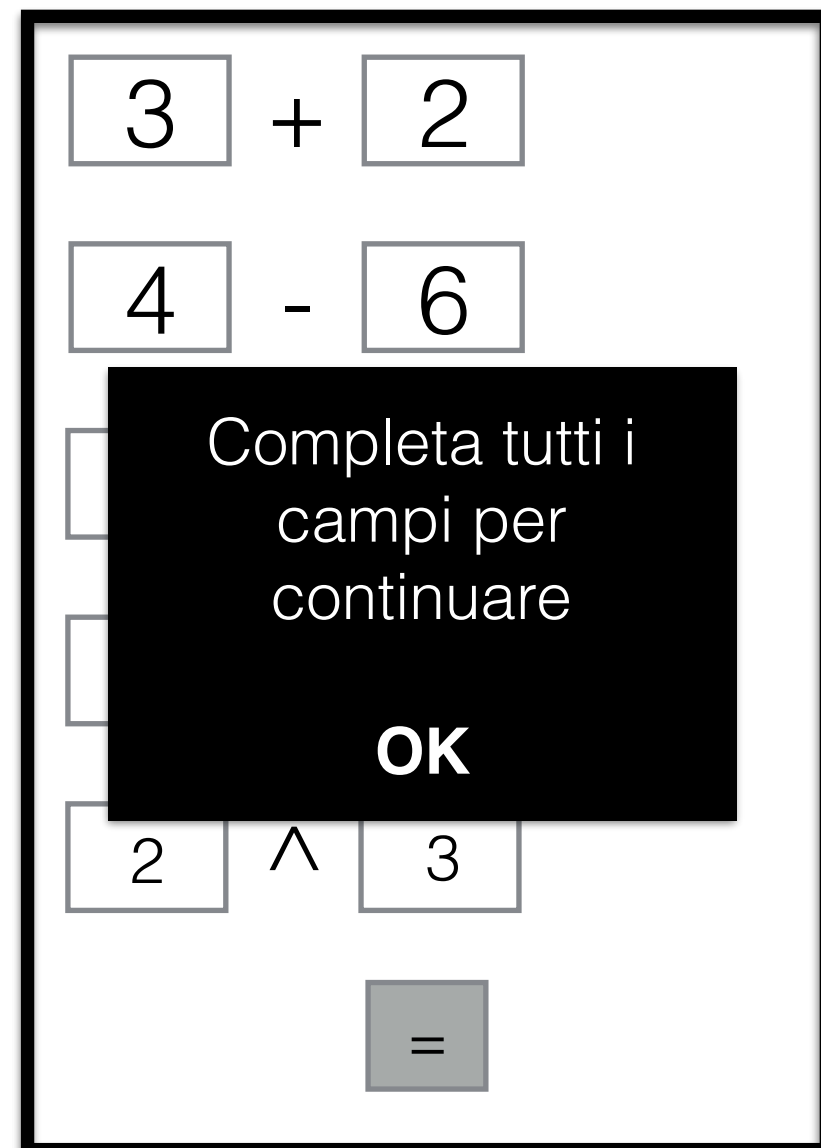 3 + 2
4 - 6
Completa tutti i
campi per
continuare
OK
2 ^ 3
=